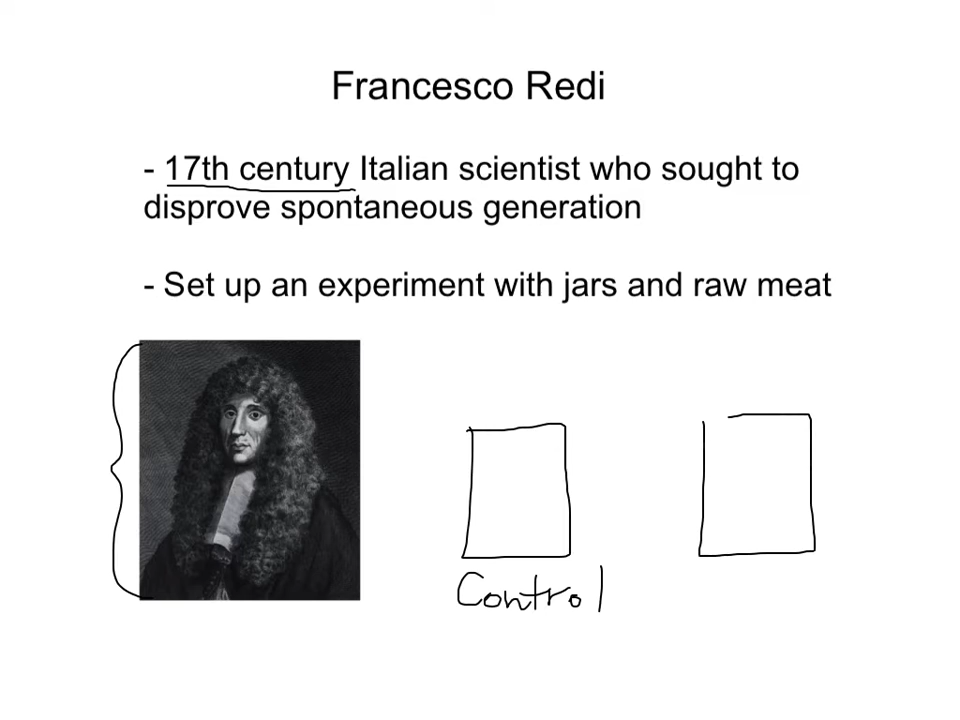 Francesco Redi
- 17th century Italian scientist who sought to
disprove spontaneous generation
- Set up an experiment with jars and raw meat
Control